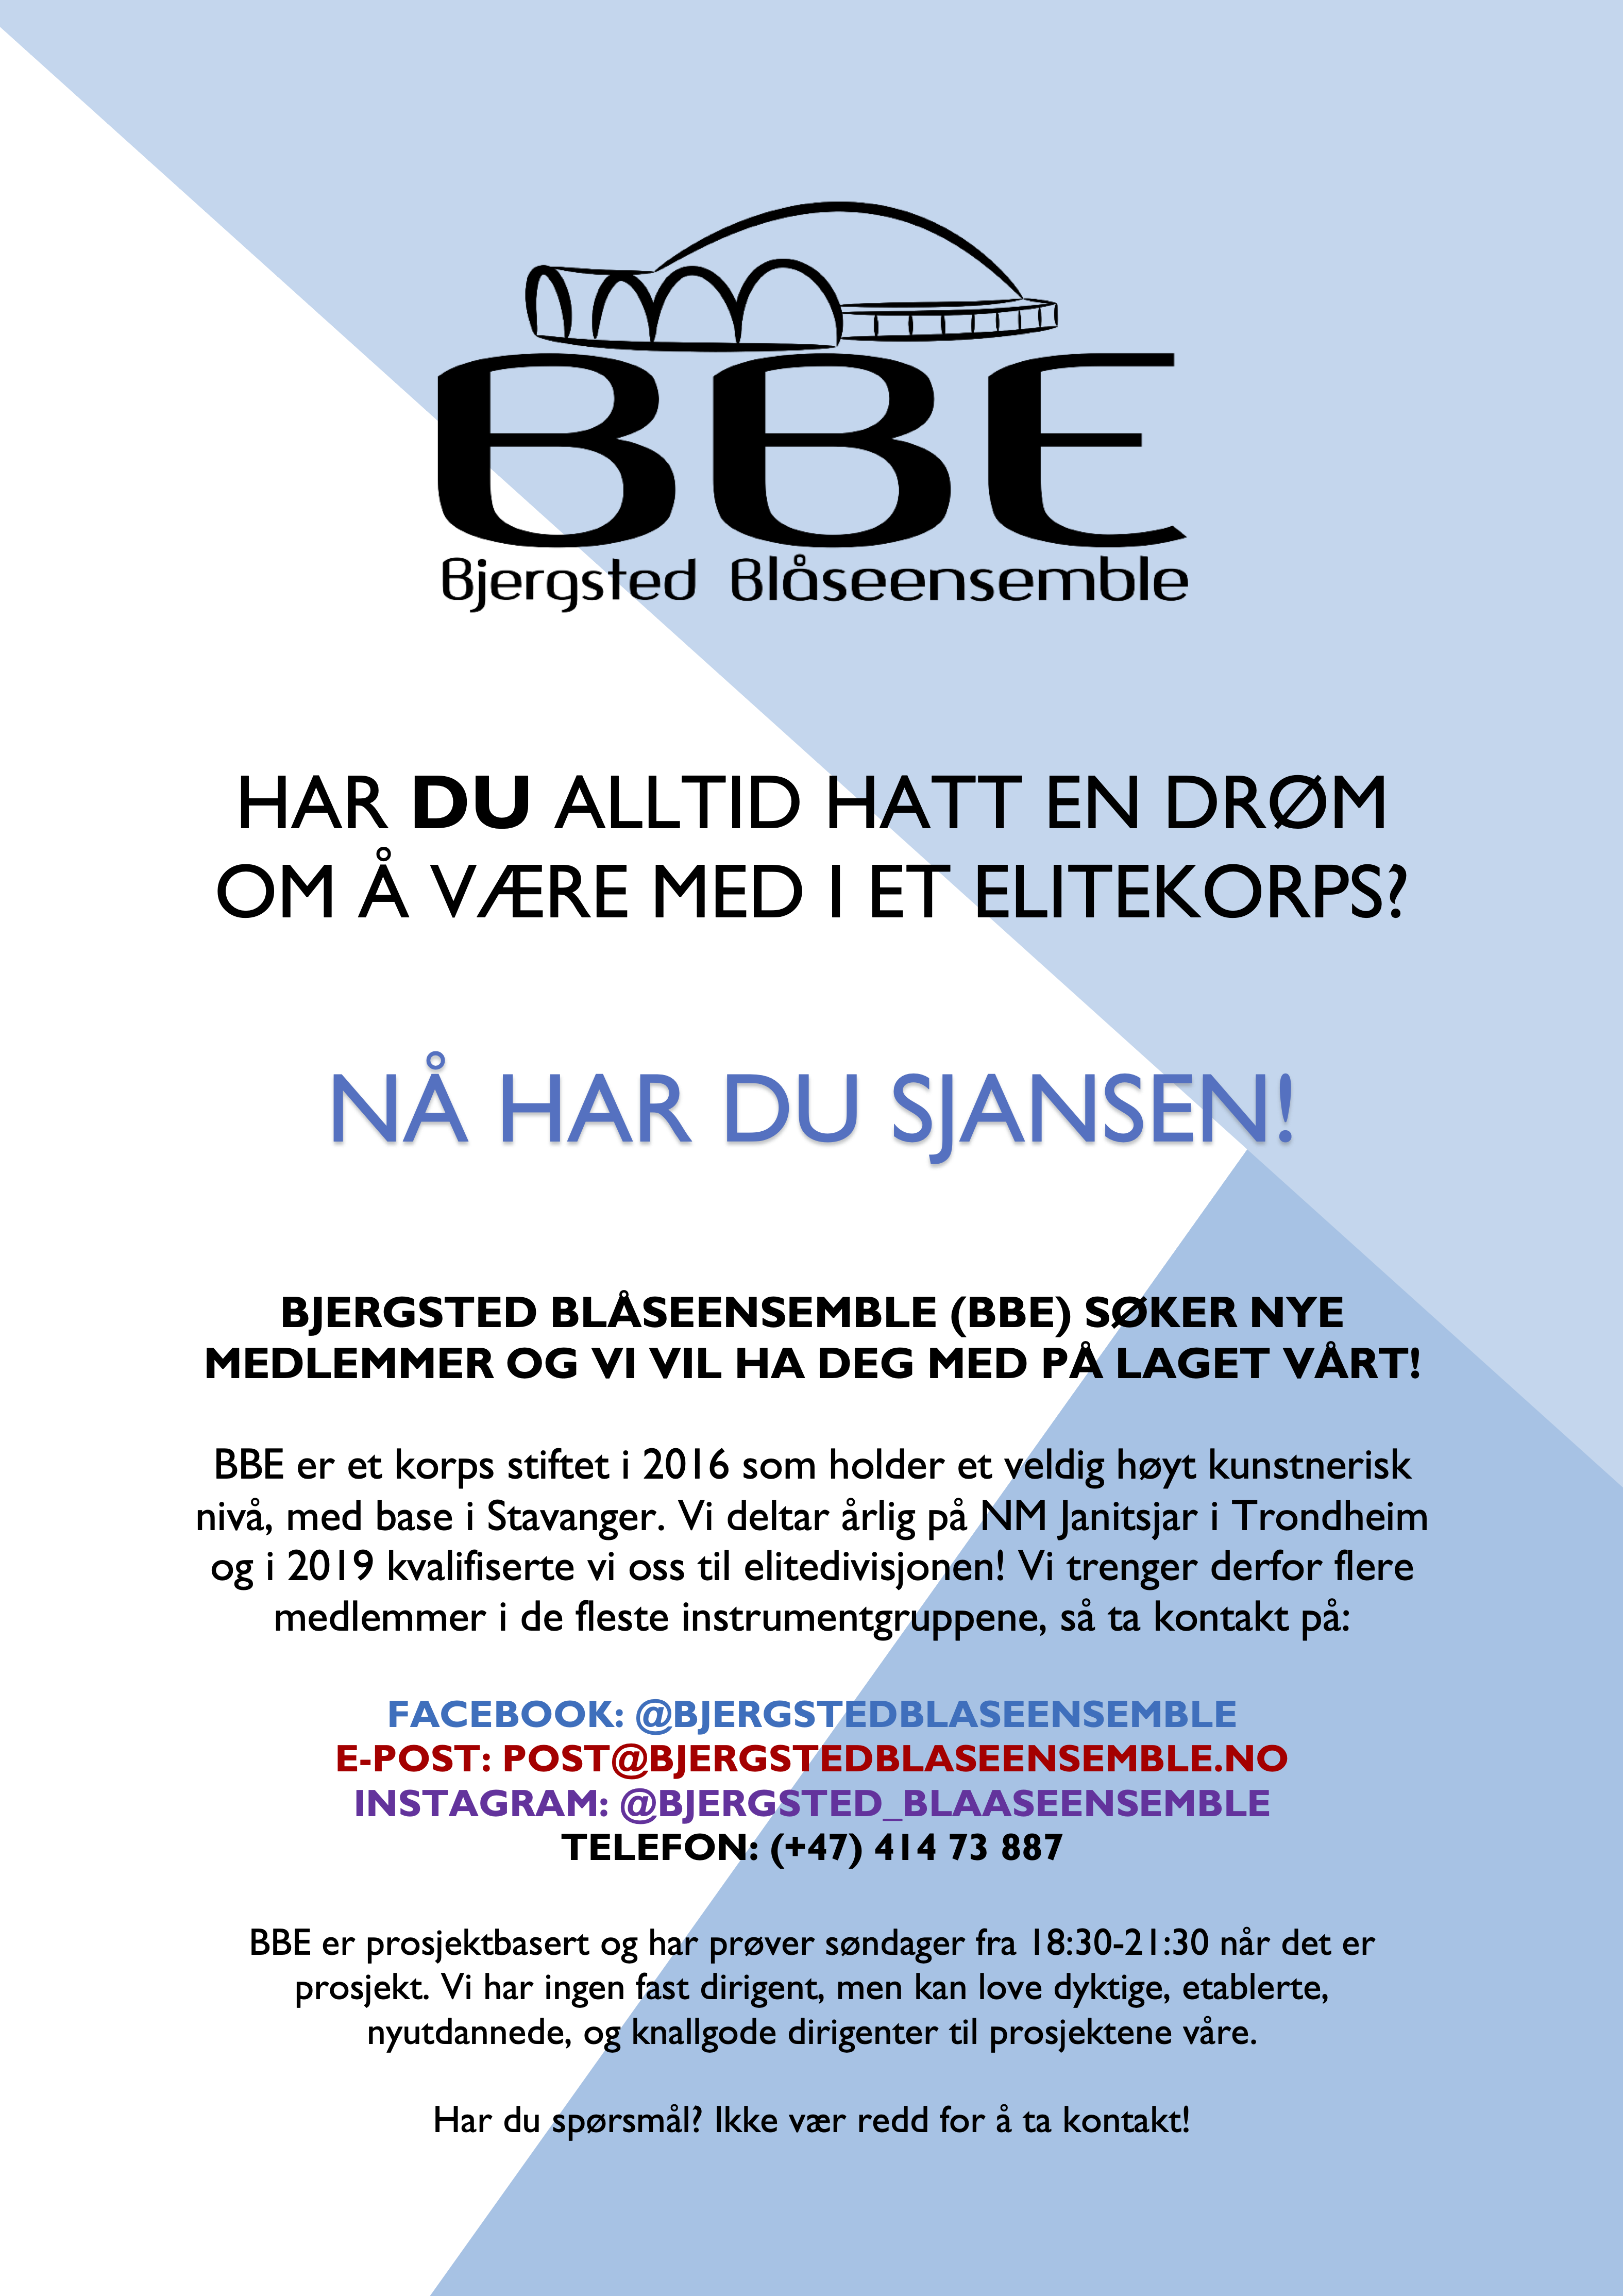 BBE
Bjergsted Blåseensemble
HAR DU ALLTID HATT EN DRØM
OM Å VÆRE MED I ET ELITEKORPS?
NÅ HAR DU SJANSEN!
BJERGSTED BLÅSEENSEMBLE (BBE) SØKER NYE
MEDLEMMER OG VI VIL HA DEG MED PÅ LAGET VÅRT!
BBE er et korps stiftet i 2016 som holder et veldig høyt kunstnerisk
nivå, med base i Stavanger. Vi deltar årlig på NM Janitsjar i Trondheim
og i 2019 kvalifiserte vi oss til elitedivisjonen! Vi trenger derfor flere
medlemmer i de fleste instrumentgruppene, så ta kontakt på:
FACEBOOK: @BJERGSTEDBLASEENSEMBLE
E-POST: POST@BJERGSTEDBLASEENSEMBLE.NO
INSTAGRAM: @BJERGSTED_BLAASEENSEMBLE
TELEFON: (+47) 414 73 887
BBE er prosjektbasert og har prøver søndager fra 18:30-21:30 når det er
prosjekt. Vi har ingen fast dirigent, men kan love dyktige, etablerte,
nyutdannede, og knallgode dirigenter til prosjektene våre.
Har du spørsmål? Ikke vær redd for å ta kontakt!